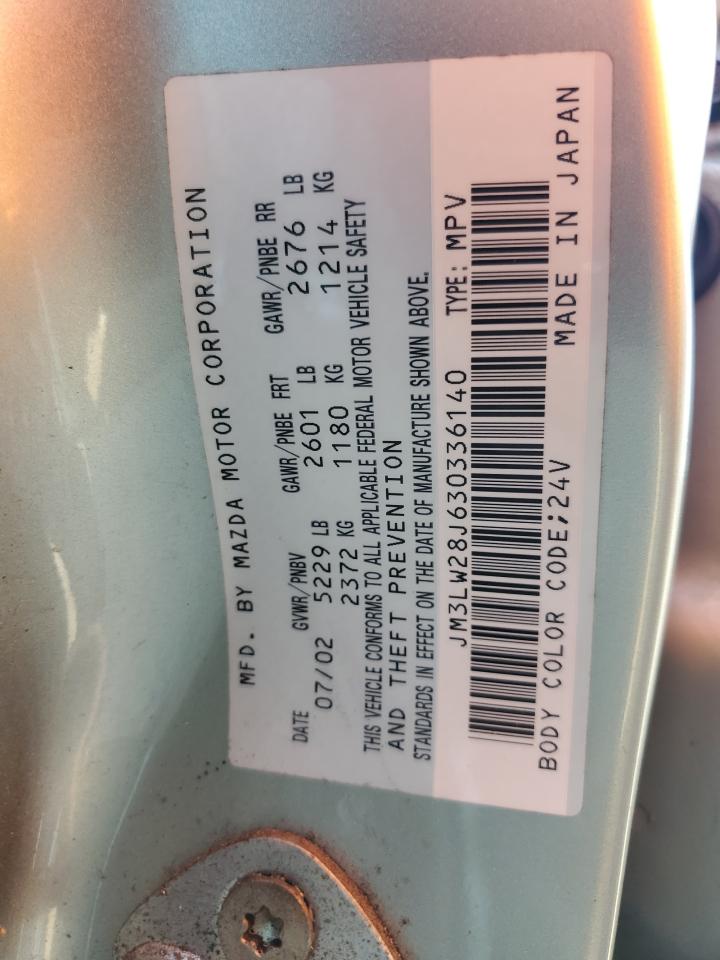 MFD. BY MAZDA MOTOR CORPORATION
DATE GVWR/PNBV GAWR/PNBE FRT GAWR/PNBE RR
07/02 5229 LB 2601 LB 2676 LB
2372 KG 1180 KG 1214 KG
THIS VEHICLE CONFORMS TO ALL APPLICABLE FEDERAL MOTOR VEHICLE SAFETY
AND THEFT PREVENTION
STANDARDS IN EFFECT ON THE DATE OF MANUFACTURE SHOWN ABOVE.
JM3LW28J630336140 TYPE: MPV
BODY COLOR CODE;24V MADE IN JAPAN